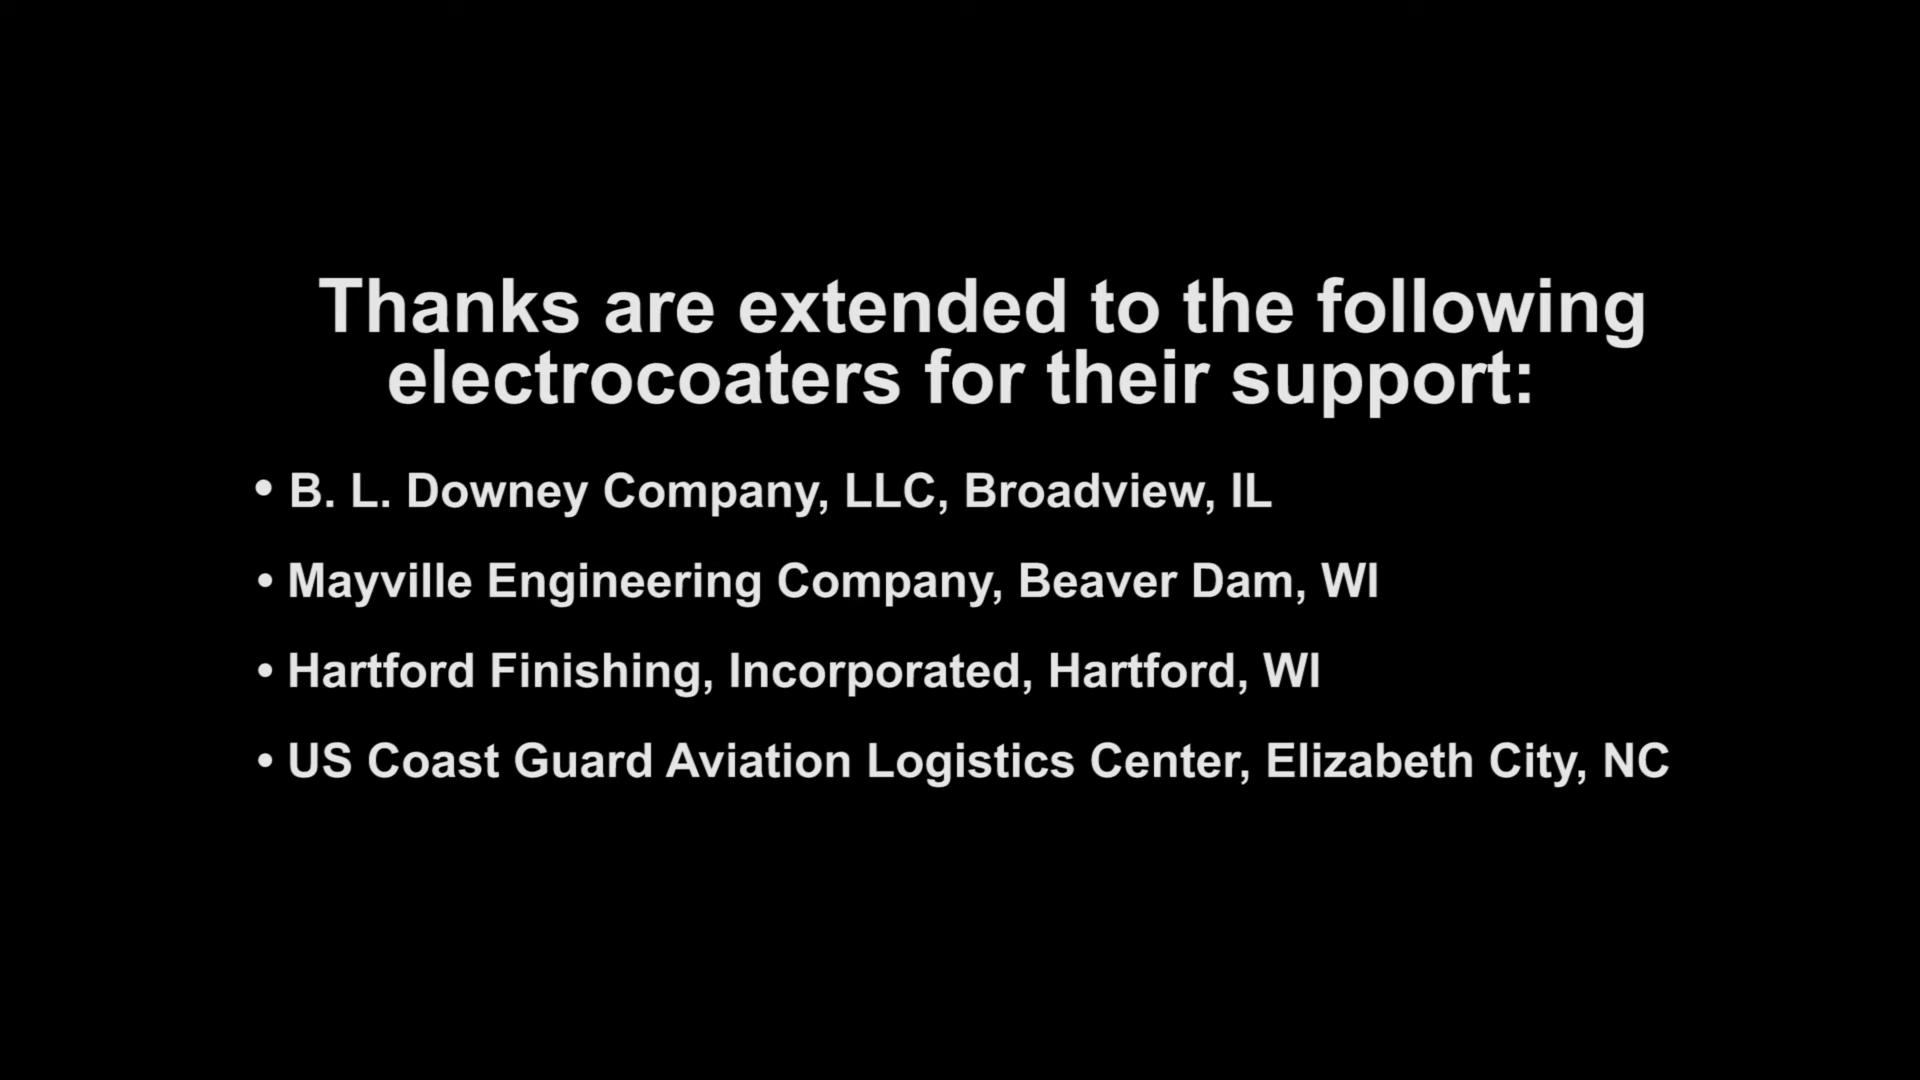 Thanks are extended to the following
electrocoaters for their support:
• B. L. Downey Company, LLC, Broadview, IL
• Mayville Engineering Company, Beaver Dam, WI
• Hartford Finishing, Incorporated, Hartford, WI
• US Coast Guard Aviation Logistics Center, Elizabeth City, NC